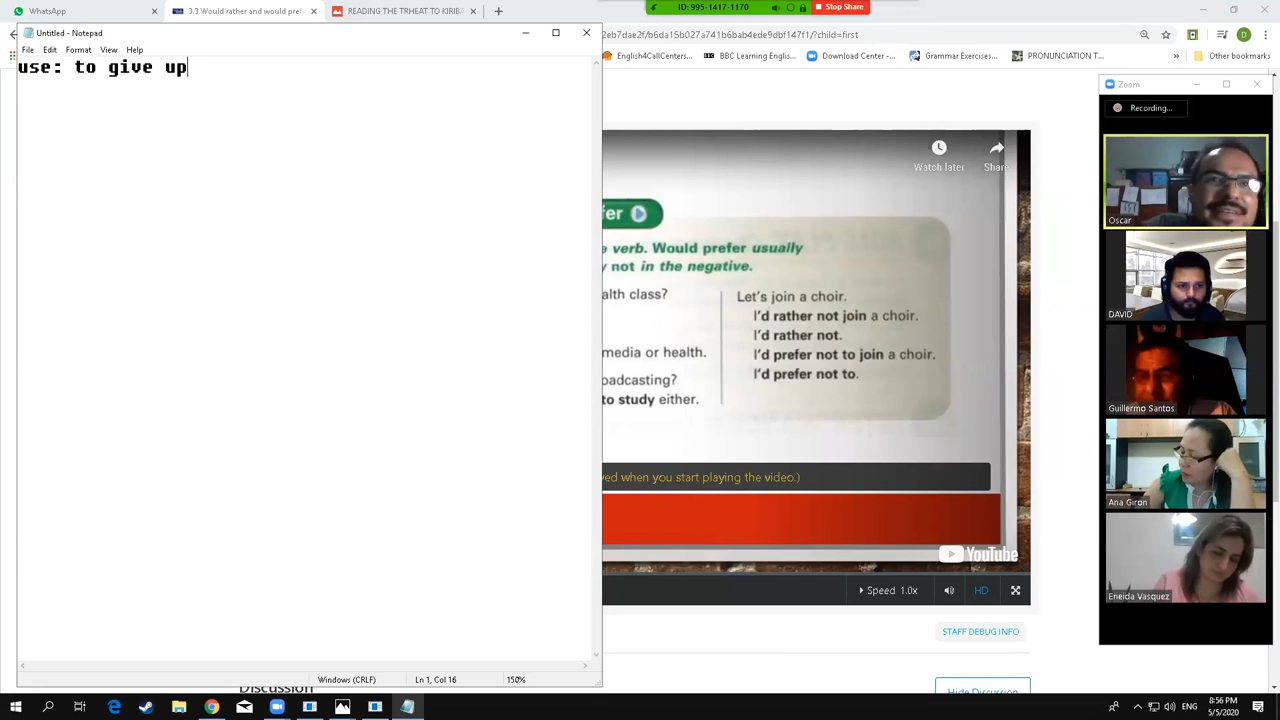 WhatsApp
3.3 Would rather and would pref
READING THE TRHEAT TO KIRIBA
ID: 995-1417-1170
Stop Share
Untitled - Notepad
2eb7dae2f/b6da15b027a741b6bab4ede9dbf147f1/?child=first
File Edit Format View Help
English4CallCenters...
BBC Learning Englis...
Download Center -...
Grammar Exercises...
PRONUNCIATION T...
Other bookmarks
use: to give up
Zoom
Recording...
Watch later
Share
Oscar
fer
e verb. Would prefer usually
y not in the negative.
alth class?
Let's join a choir.
I'd rather not join a choir.
I'd rather not.
media or health.
I'd prefer not to join a choir.
oadcasting?
I'd prefer not to.
to study either.
DAVID
Guillermo Santos
ved when you start playing the video.)
Ana Giron
YouTube
Speed 1.0x
HD
Eneida Vasquez
STAFF DEBUG INFO
Windows (CRLF)
Ln 1, Col 16
150%
Discussion
Hide Discussion
ENG
8:56 PM
5/5/2020